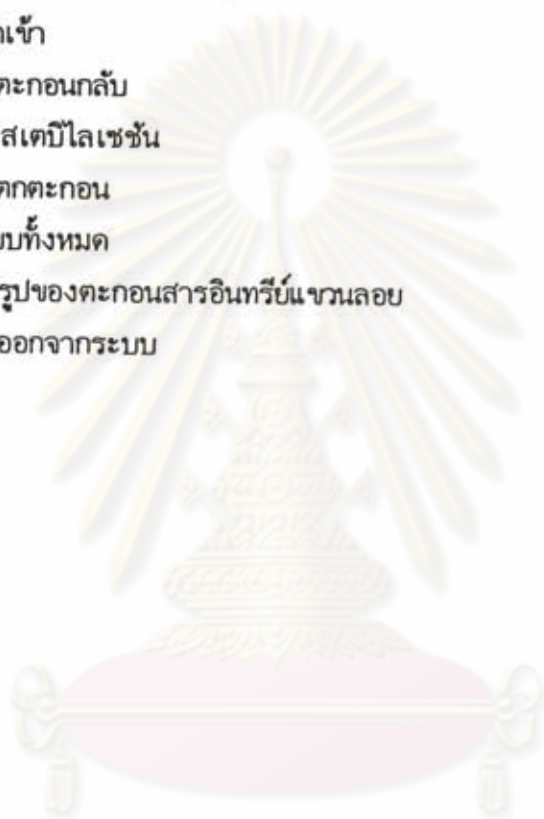 เข้า
ตะกอนกลับ
สเตบิไลเซชัน
ตกตะกอน
ทั้งหมด
รูปของตะกอนสารอินทรีย์แขวนลอย
ออกจากระบบ